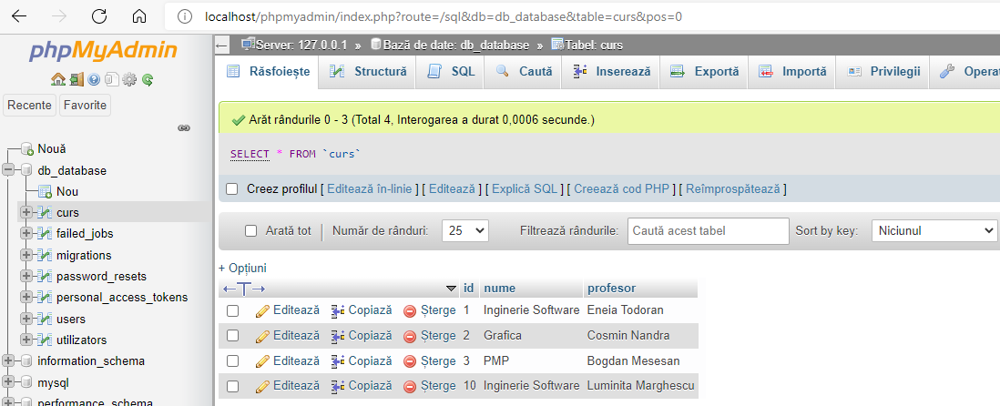 localhost/phpmyadmin/index.php?route=/sql&db=db_database&table=curs&pos=0
phpMyAdmin
Recente Favorite
Nouă
db_database
Nou
curs
failed_jobs
migrations
password_resets
personal_access_tokens
users
utilizators
information_schema
mysql
performance_schema
Server: 127.0.0.1 » Bază de date: db_database » Tabel: curs
Răsfoiește Structură SQL Caută Inserează Exportă Importă Privilegii Operaț
Arăt rândurile 0 - 3 (Total 4, Interogarea a durat 0,0006 secunde.)
SELECT * FROM `curs`
Creez profilul [ Editează în-linie ] [ Editează ] [ Explică SQL ] [ Creează cod PHP ] [ Reîmprospătează ]
Arată tot Număr de rânduri: 25 Filtrează rândurile: Caută acest tabel Sort by key: Niciunul
+ Opțiuni
←T→ id nume profesor
Editează Copiază Șterge 1 Inginerie Software Eneia Todoran
Editează Copiază Șterge 2 Grafica Cosmin Nandra
Editează Copiază Șterge 3 PMP Bogdan Mesesan
Editează Copiază Șterge 10 Inginerie Software Luminita Marghescu